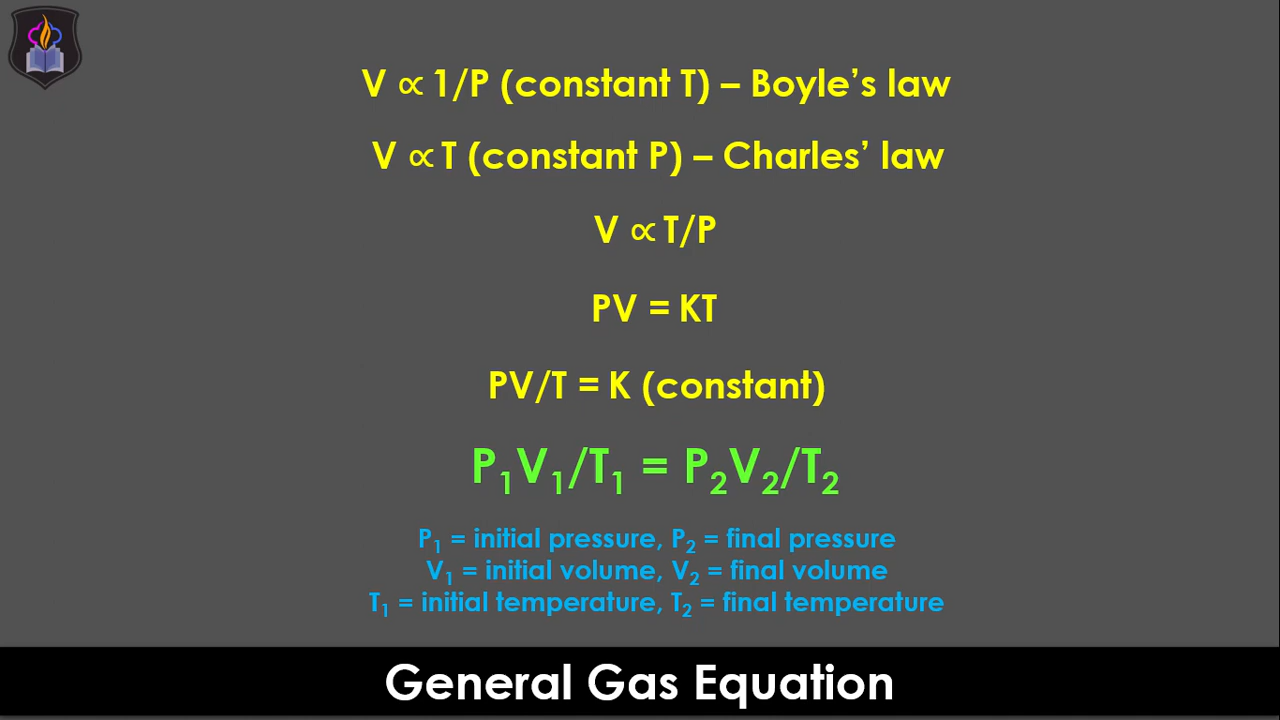 V ∝ 1/P (constant T) – Boyle’s law
V ∝ T (constant P) – Charles’ law
V ∝ T/P
PV = KT
PV/T = K (constant)
P₁V₁/T₁ = P₂V₂/T₂
P₁ = initial pressure, P₂ = final pressure
V₁ = initial volume, V₂ = final volume
T₁ = initial temperature, T₂ = final temperature
General Gas Equation